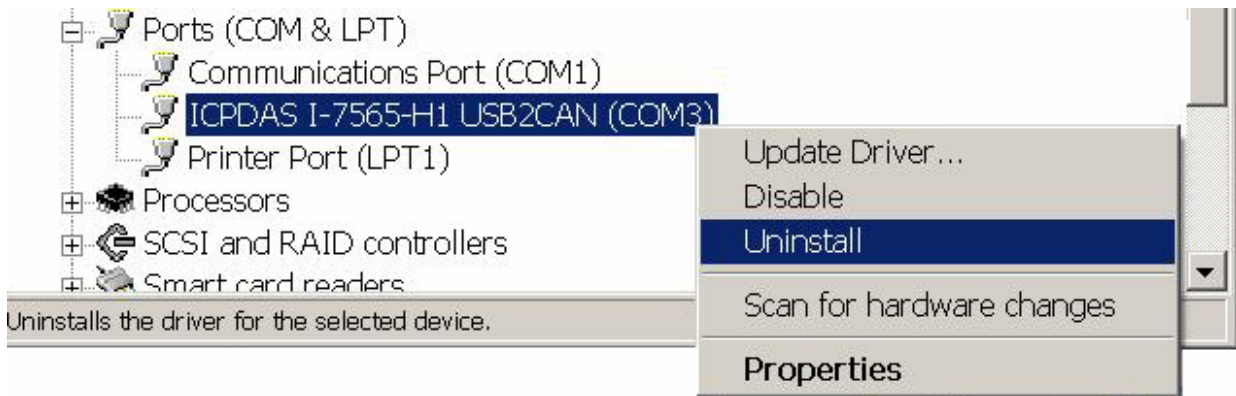 Ports (COM & LPT)
Communications Port (COM1)
ICPDAS I-7565-H1 USB2CAN (COM3)
Printer Port (LPT1)
Processors
SCSI and RAID controllers
Smart card readers
Uninstalls the driver for the selected device.
Update Driver...
Disable
Uninstall
Scan for hardware changes
Properties